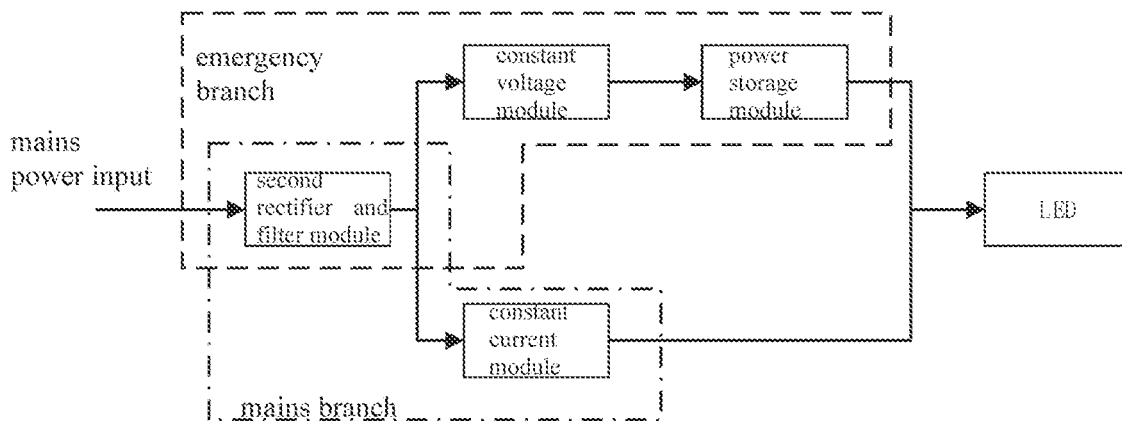 emergency
branch
constant
voltage
module
power
storage
module
mains
power input
second
rectifier and
filter module
LED
constant
current
module
mains branch